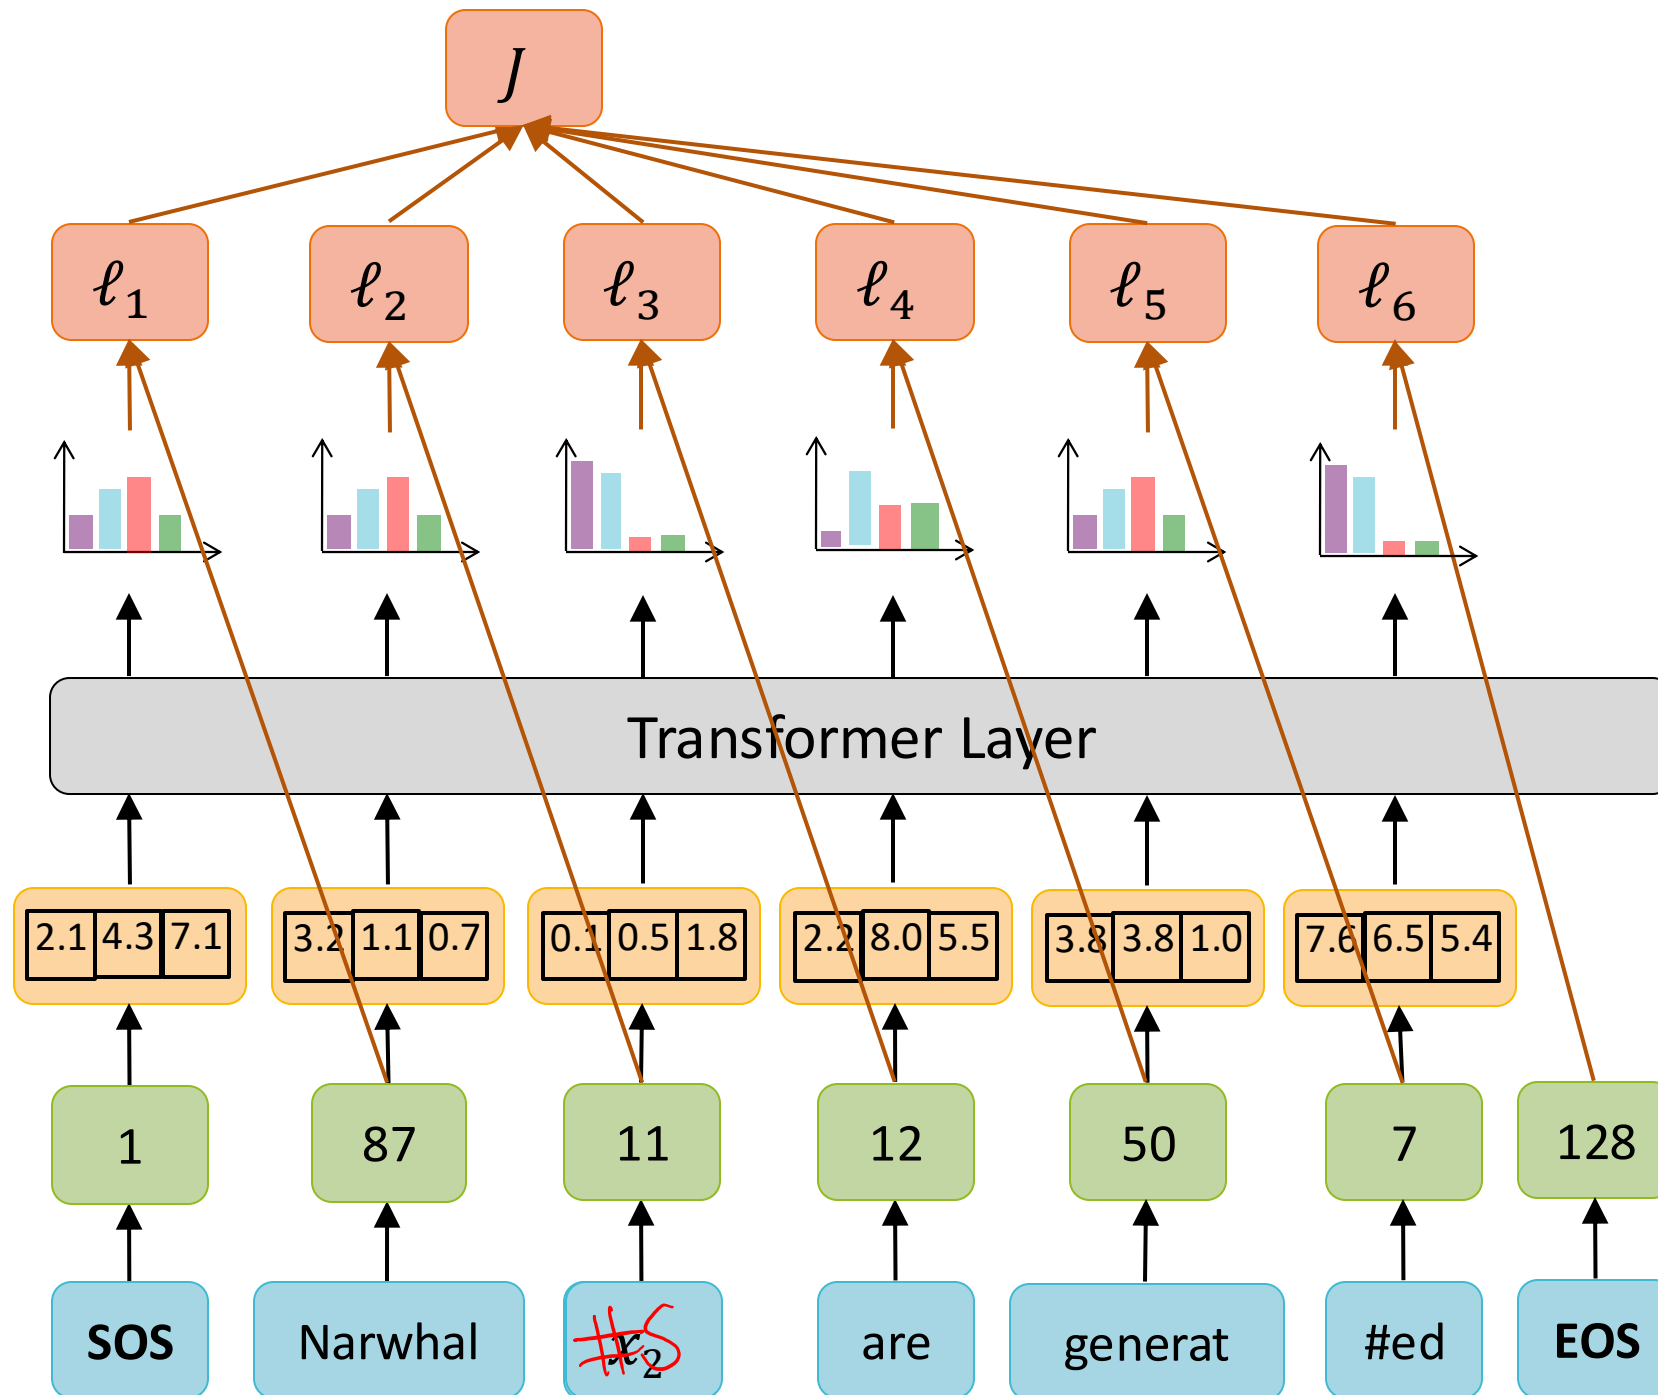 J
ℓ1 ℓ2 ℓ3 ℓ4 ℓ5 ℓ6
Transformer Layer
2.1 4.3 7.1 3.2 1.1 0.7 0.1 0.5 1.8 2.2 8.0 5.5 3.8 3.8 1.0 7.6 6.5 5.4
1 87 11 12 50 7 128
SOS Narwhal x2 #S are generat #ed EOS